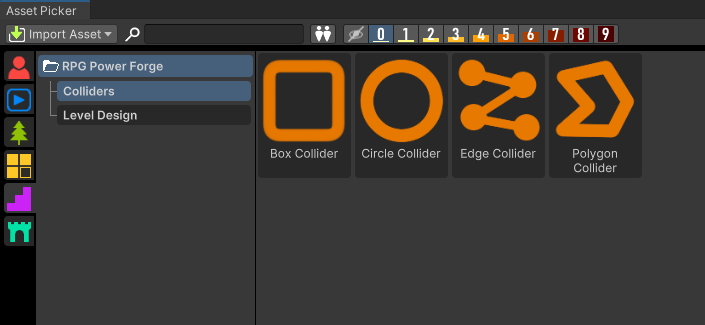 Asset Picker
Import Asset
0 1 2 3 4 5 6 7 8 9
RPG Power Forge
Colliders
Level Design
Box Collider
Circle Collider
Edge Collider
Polygon
Collider